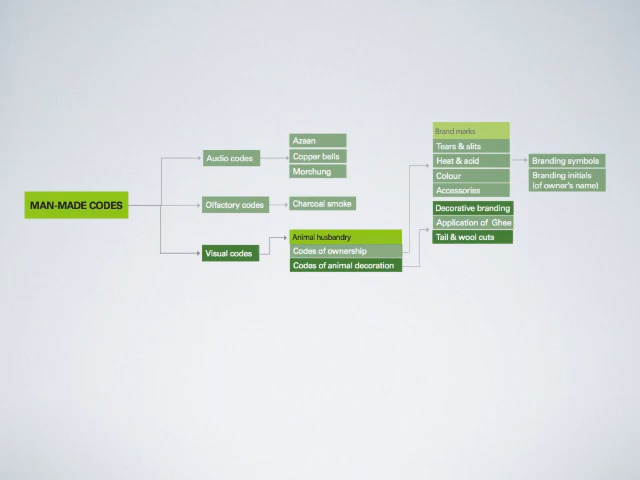 MAN-MADE CODES
Audio codes
Azaan
Copper bells
Morchung
Olfactory codes
Charcoal smoke
Visual codes
Animal husbandry
Codes of ownership
Codes of animal decoration
Brand marks
Tears & slits
Heat & acid
Colour
Accessories
Branding symbols
Branding initials
(of owner's name)
Decorative branding
Application of Ghee
Tail & wool cuts